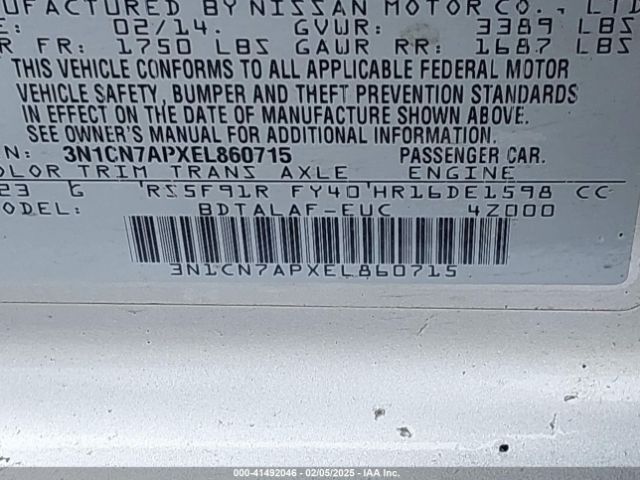 UFACTURED BY NISSAN MOTOR CO., LTD
E: 02/14. GVWR: 3389 LBS
R FR: 1750 LBS GAWR RR: 1687 LBS
THIS VEHICLE CONFORMS TO ALL APPLICABLE FEDERAL MOTOR
VEHICLE SAFETY, BUMPER AND THEFT PREVENTION STANDARDS
IN EFFECT ON THE DATE OF MANUFACTURE SHOWN ABOVE.
SEE OWNER'S MANUAL FOR ADDITIONAL INFORMATION.
N: 3N1CN7APXEL860715 PASSENGER CAR.
OLOR TRIM TRANS AXLE ENGINE
23 G RS5F91R FY40 HR16DE1598 CC
ODEL: BDTALAF-EUC 4Z000
3N1CN7APXEL860715
000-41492046 - 02/05/2025 - IAA Inc.